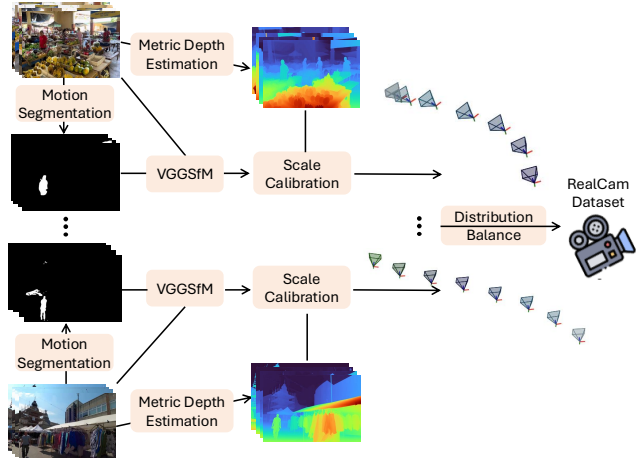 Metric Depth
Estimation
Motion
Segmentation
VGGSfM
Scale
Calibration
RealCam
Dataset
Distribution
Balance
VGGSfM
Scale
Calibration
Motion
Segmentation
Metric Depth
Estimation